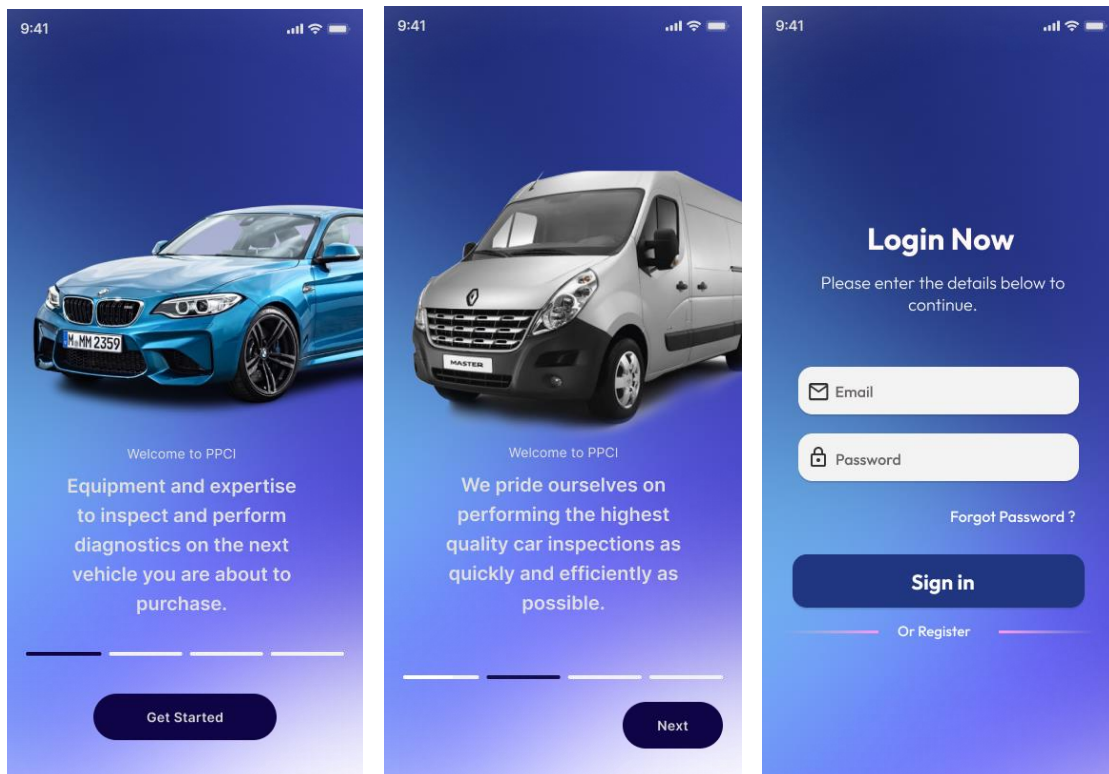 9:41
M MM 2359
Welcome to PPCI
Equipment and expertise
to inspect and perform
diagnostics on the next
vehicle you are about to
purchase.
Get Started
9:41
MASTER
Welcome to PPCI
We pride ourselves on
performing the highest
quality car inspections as
quickly and efficiently as
possible.
Next
9:41
Login Now
Please enter the details below to
continue.
Email
Password
Forgot Password ?
Sign in
Or Register